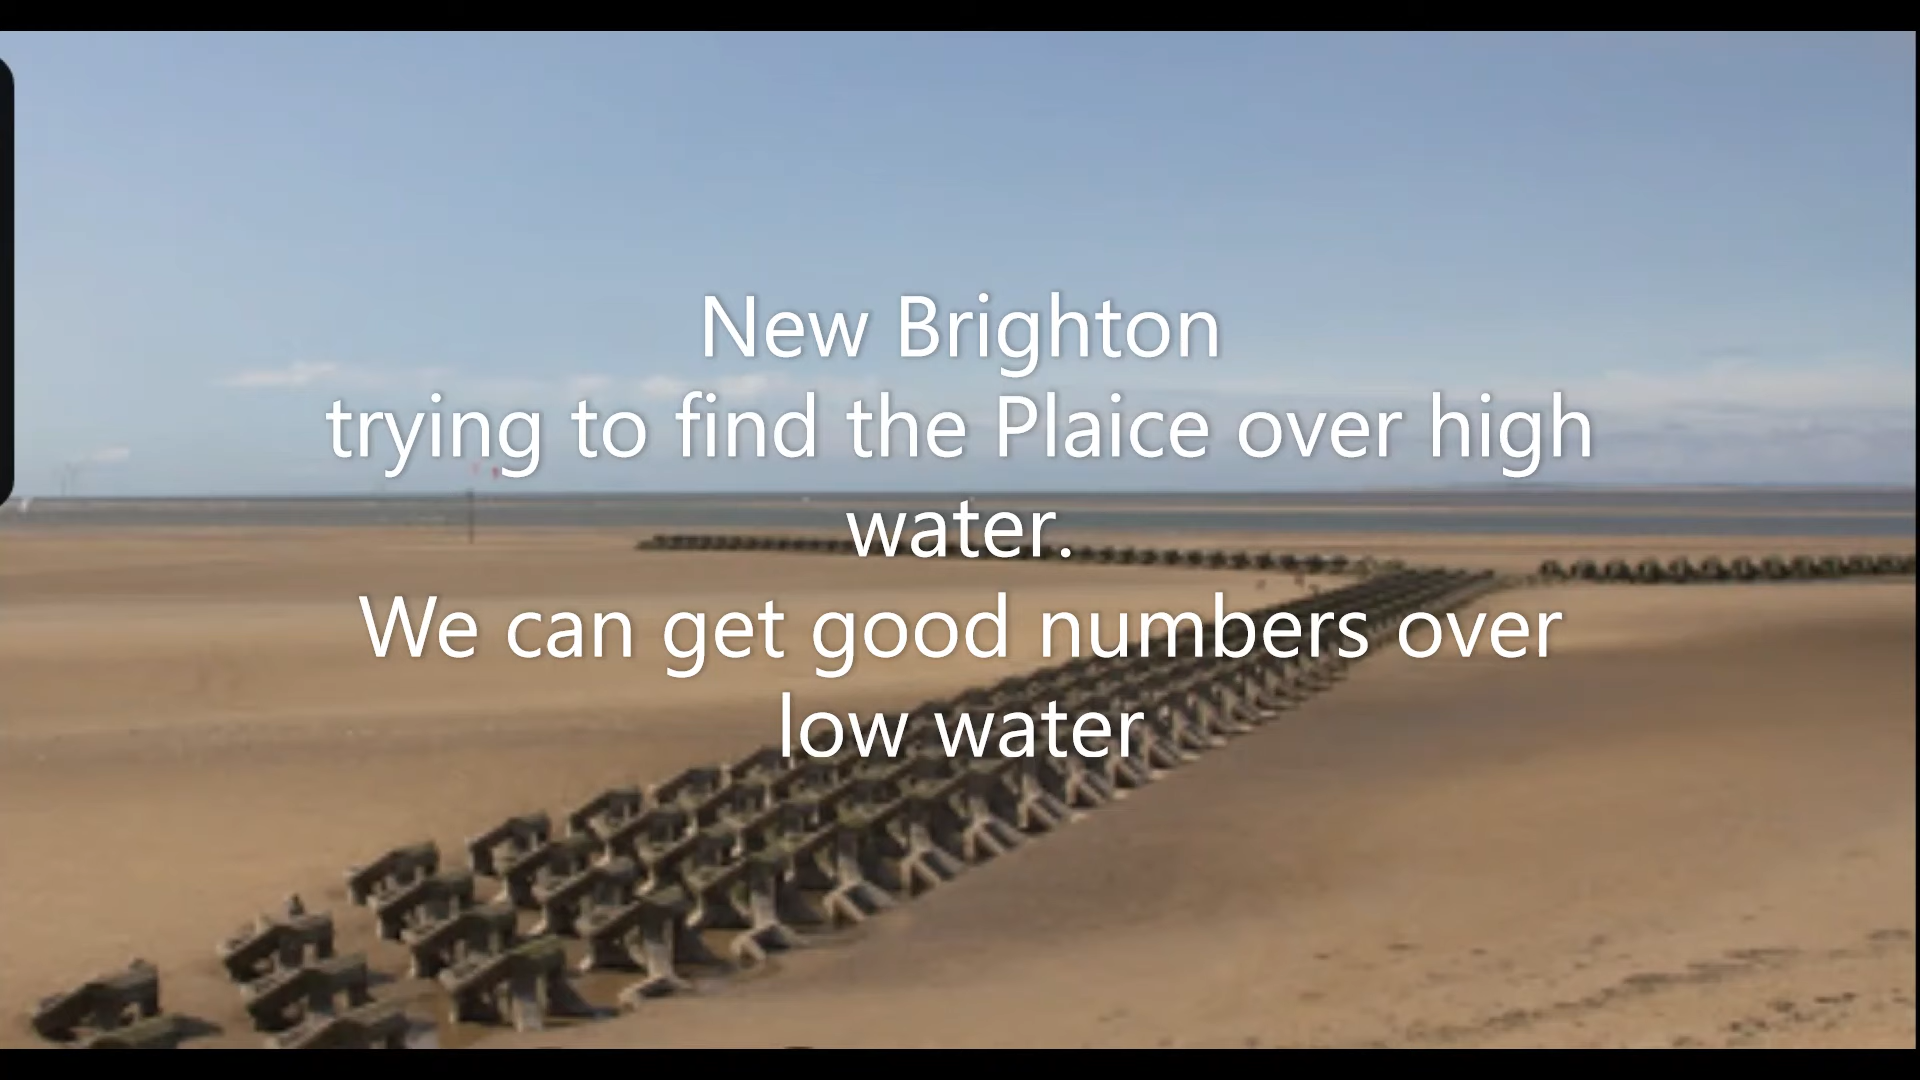 New Brighton
trying to find the Plaice over high
water.
We can get good numbers over
low water